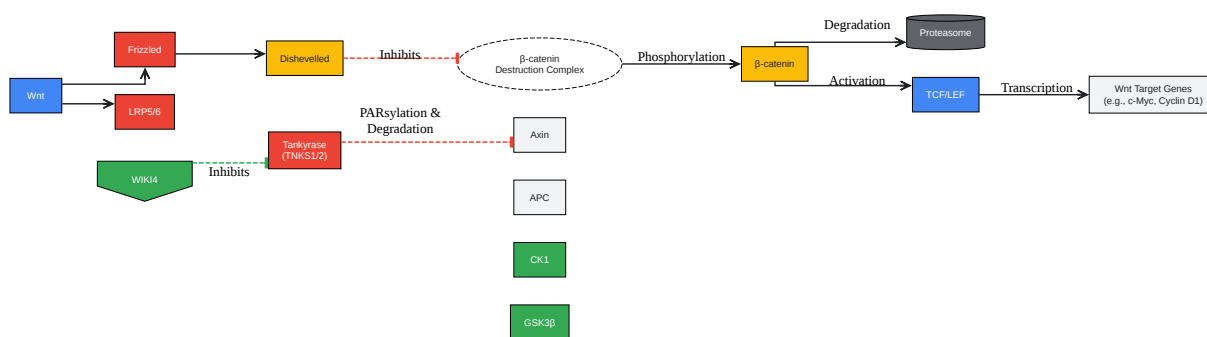 Wnt
Frizzled
LRP5/6
Dishevelled
Inhibits
β-catenin
Destruction Complex
Phosphorylation
β-catenin
Degradation
Proteasome
Activation
TCF/LEF
Transcription
Wnt Target Genes
(e.g., c-Myc, Cyclin D1)
WIKI4
Inhibits
Tankyrase
(TNKS1/2)
PARsylation &
Degradation
Axin
APC
CK1
GSK3β